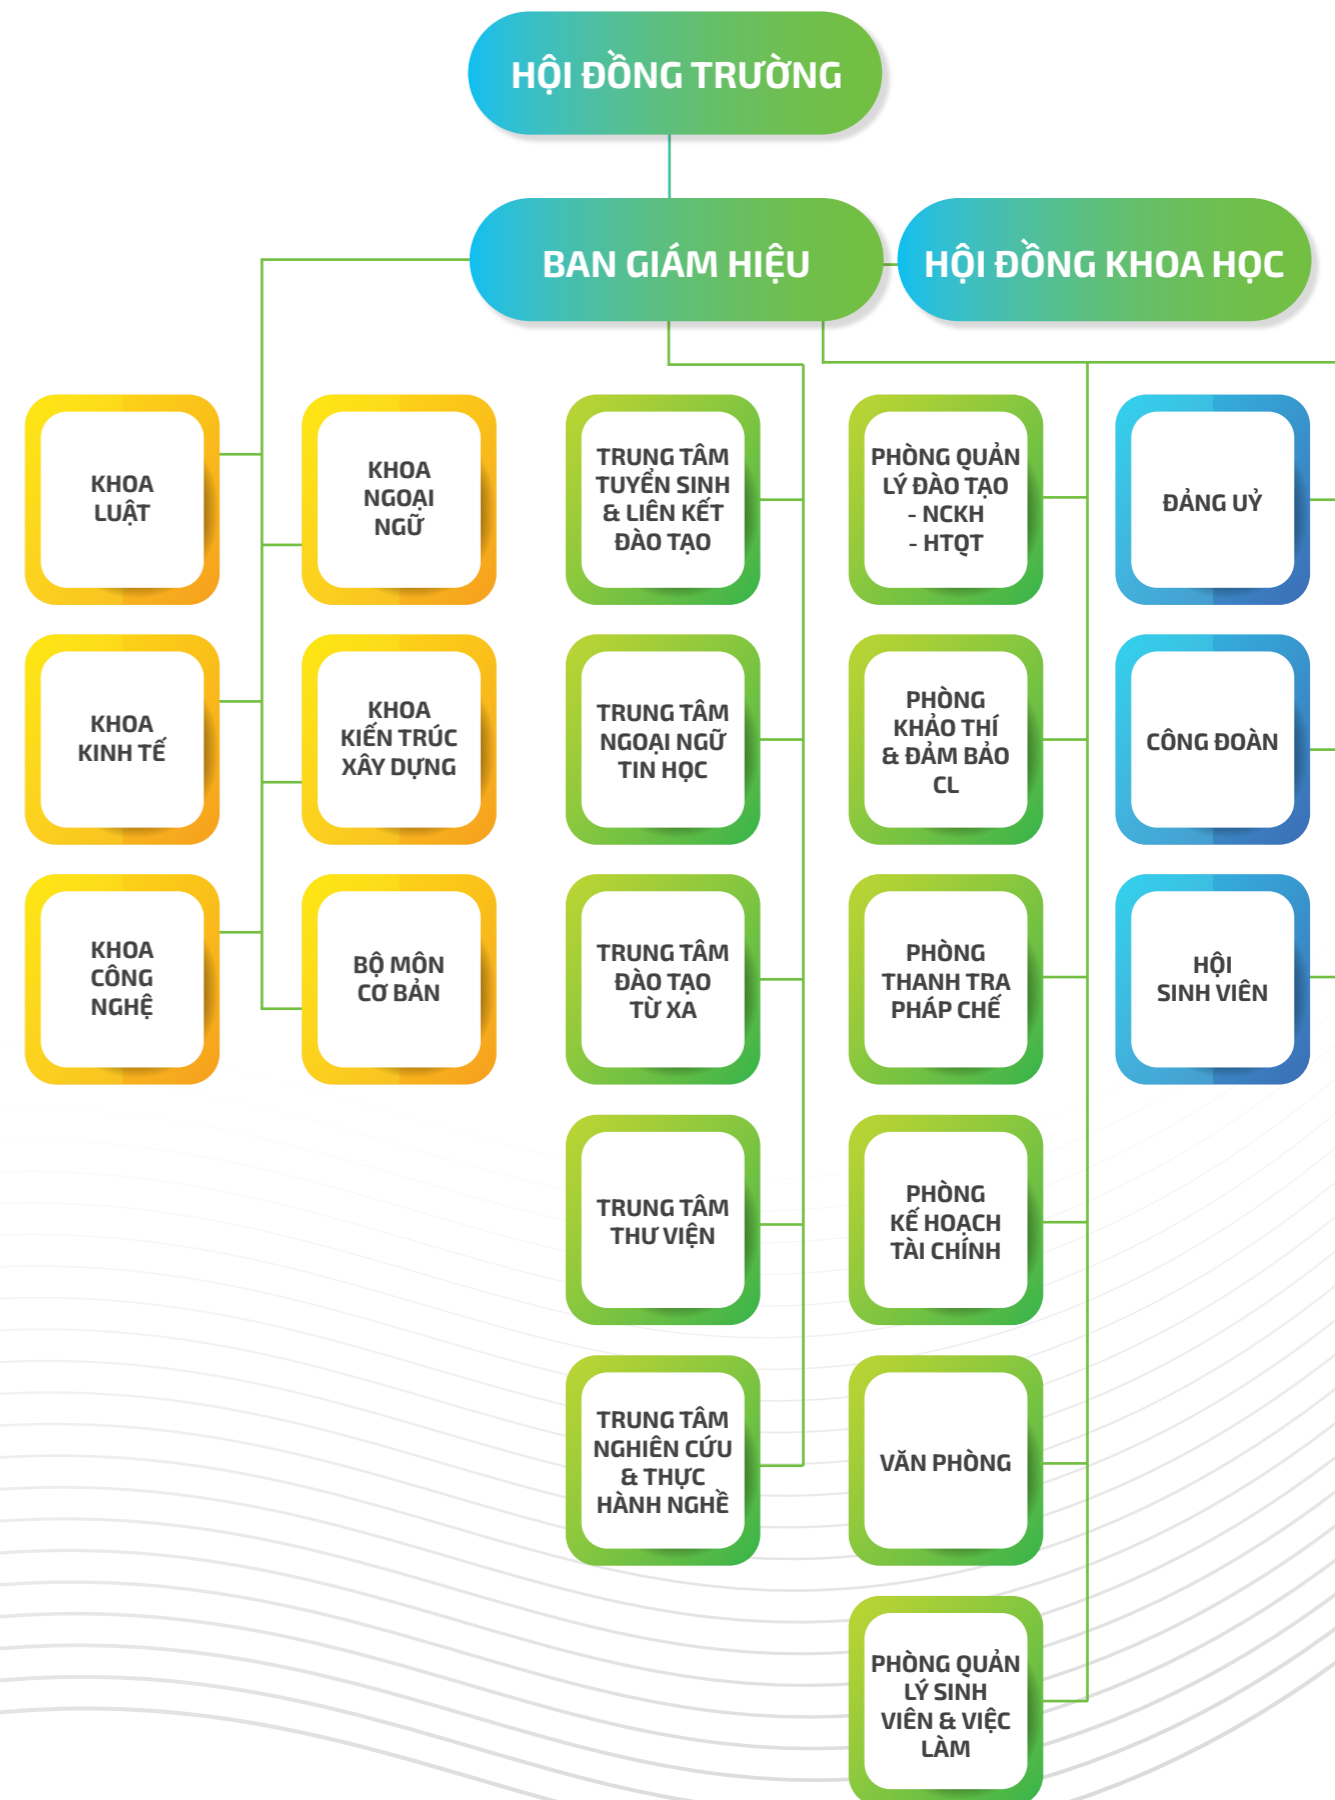 HỘI ĐỒNG TRƯỜNG
BAN GIÁM HIỆU
HỘI ĐỒNG KHOA HỌC
KHOA
LUẬT
KHOA
NGOẠI
NGỮ
TRUNG TÂM
TUYỂN SINH
& LIÊN KẾT
ĐÀO TẠO
PHÒNG QUẢN
LÝ ĐÀO TẠO
- NCKH
- HTQT
ĐẢNG UỶ
KHOA
KINH TẾ
KHOA
KIẾN TRÚC
XÂY DỰNG
TRUNG TÂM
NGOẠI NGỮ
TIN HỌC
PHÒNG
KHẢO THÍ
& ĐẢM BẢO
CL
CÔNG ĐOÀN
KHOA
CÔNG
NGHỆ
BỘ MÔN
CƠ BẢN
TRUNG TÂM
ĐÀO TẠO
TỪ XA
PHÒNG
THANH TRA
PHÁP CHẾ
HỘI
SINH VIÊN
TRUNG TÂM
THƯ VIỆN
PHÒNG
KẾ HOẠCH
TÀI CHÍNH
TRUNG TÂM
NGHIÊN CỨU
& THỰC
HÀNH NGHỀ
VĂN PHÒNG
PHÒNG QUẢN
LÝ SINH
VIÊN & VIỆC
LÀM